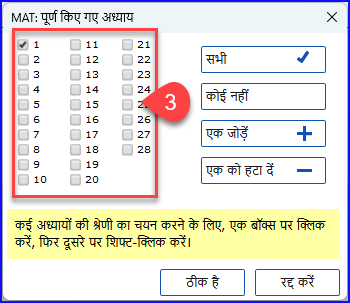 MAT: पूर्ण किए गए अध्याय
1 11 21
2 12 22
3 13 23
4 14 24
5 15
6 16 26
7 17 27
8 18 28
9 19
10 20
3
सभी
कोई नहीं
एक जोड़ें
एक को हटा दें
कई अध्यायों की श्रेणी का चयन करने के लिए, एक बॉक्स पर क्लिक
करें, फिर दूसरे पर शिफ्ट-क्लिक करें।
ठीक है
रद्द करें